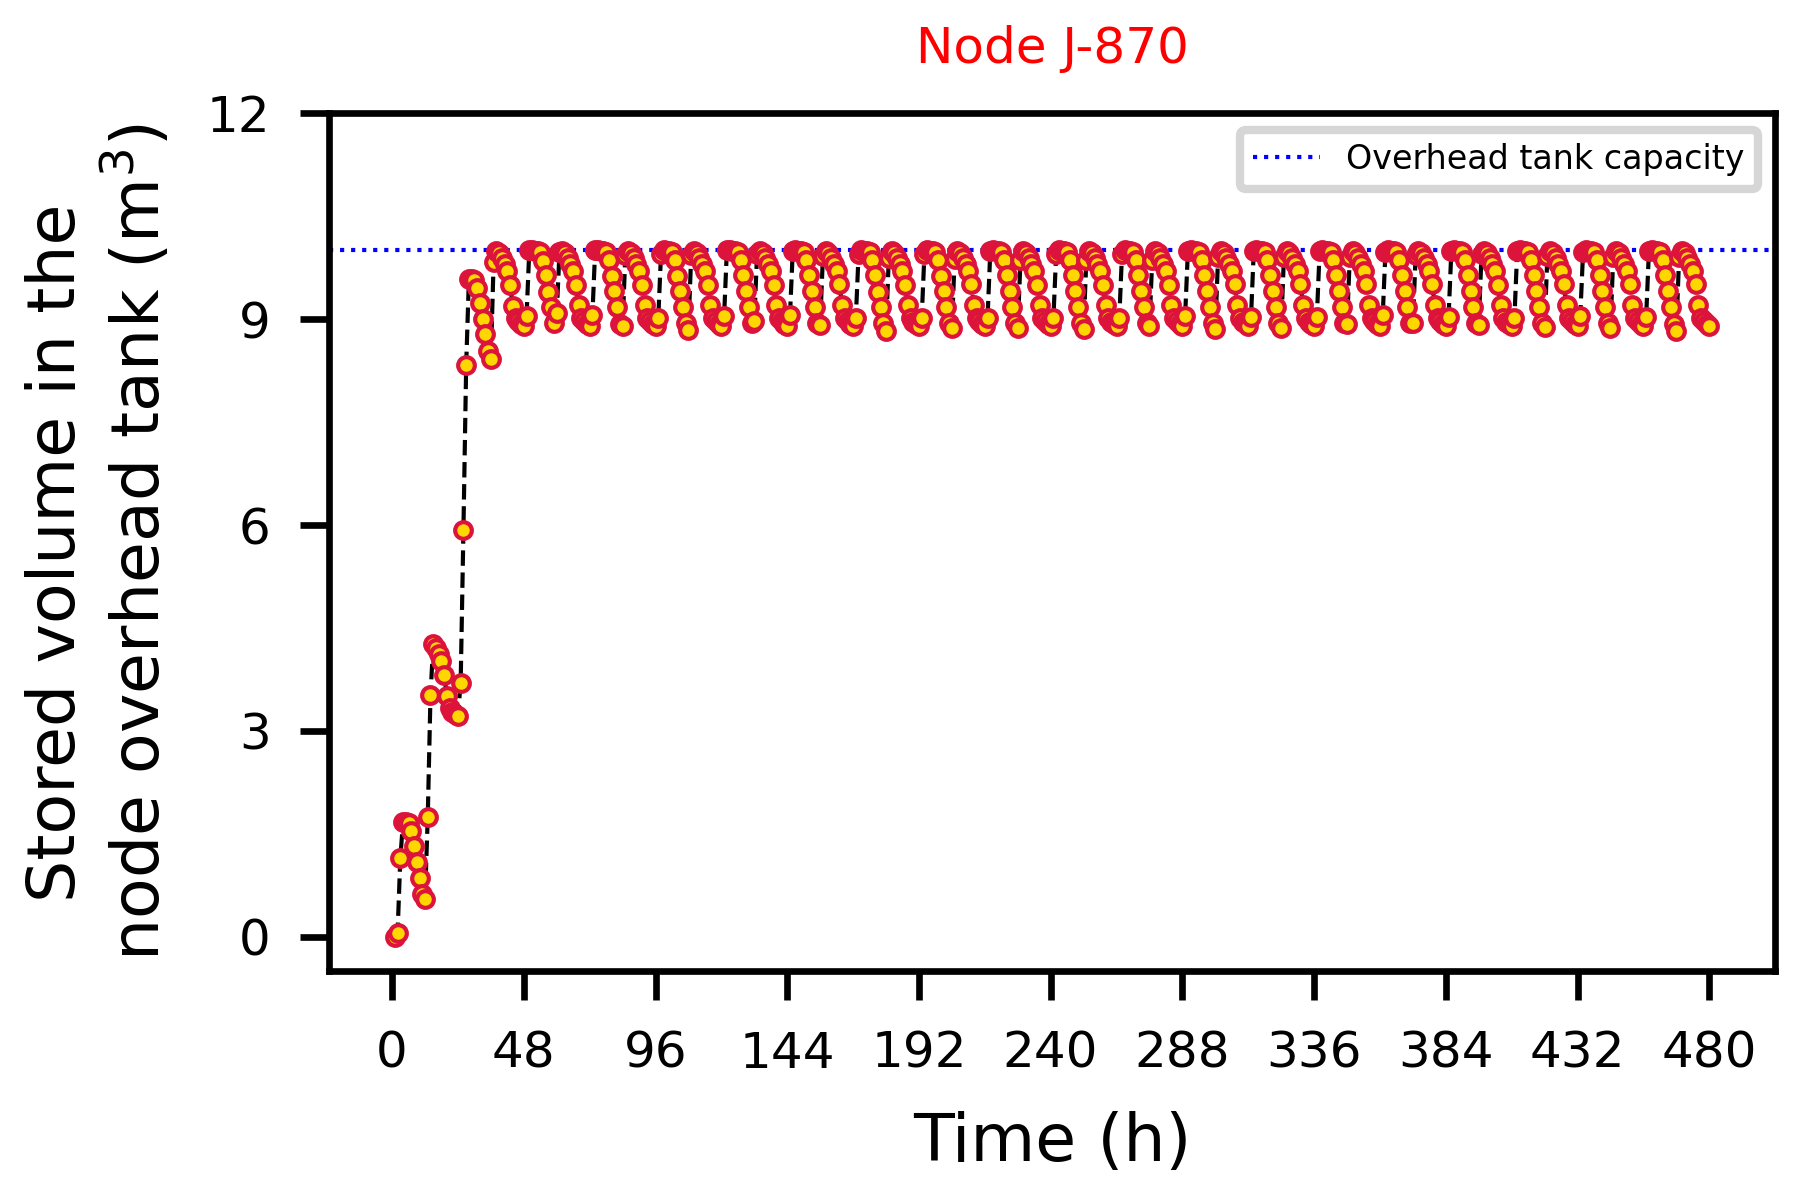 Node J-870
Stored volume in the
node overhead tank (m³)
12
9
6
3
0
Overhead tank capacity
0 48 96 144 192 240 288 336 384 432 480
Time (h)